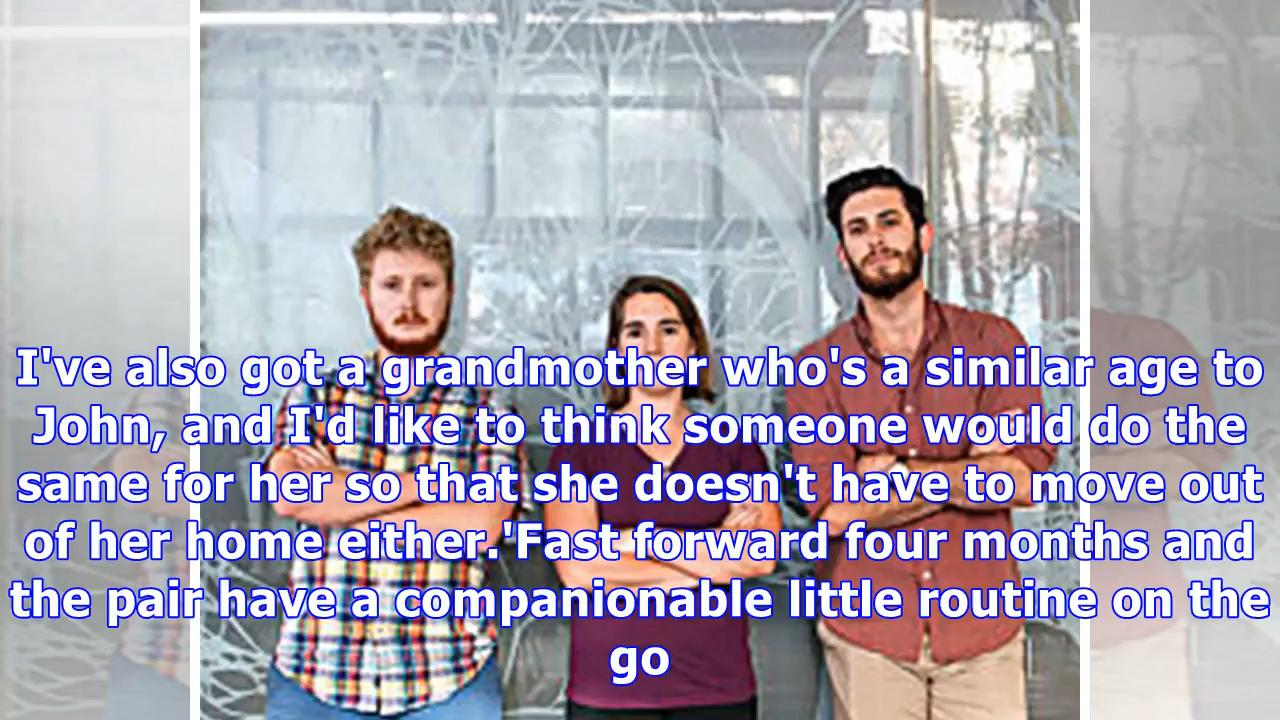 I've also got a grandmother who's a similar age to
John, and I'd like to think someone would do the
same for her so that she doesn't have to move out
of her home either.'Fast forward four months and
the pair have a companionable little routine on the
go